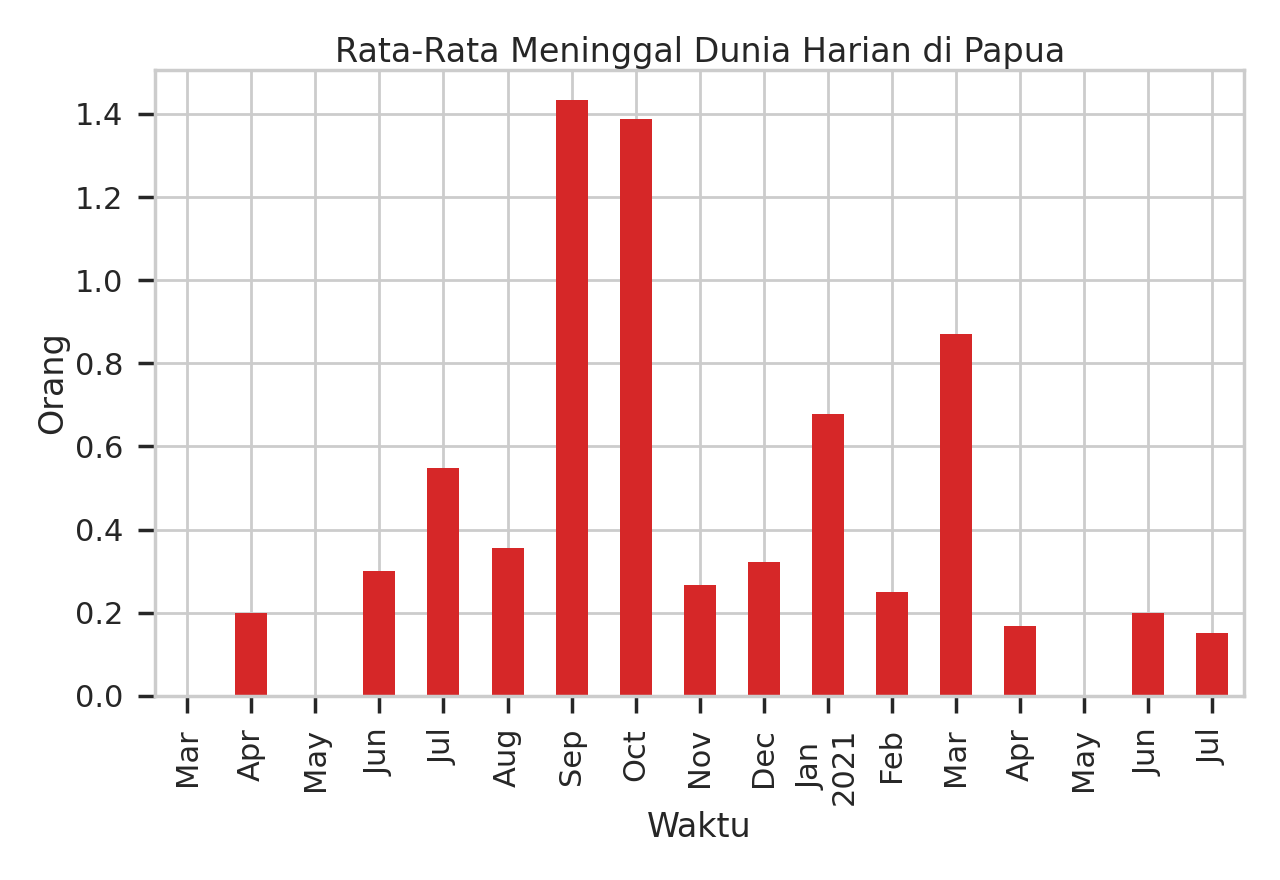 Rata-Rata Meninggal Dunia Harian di Papua
Orang
1.4
1.2
1.0
0.8
0.6
0.4
0.2
0.0
Mar
Apr
May
Jun
Jul
Aug
Sep
Oct
Nov
Dec
Jan
2021
Feb
Mar
Apr
May
Jun
Jul
Waktu